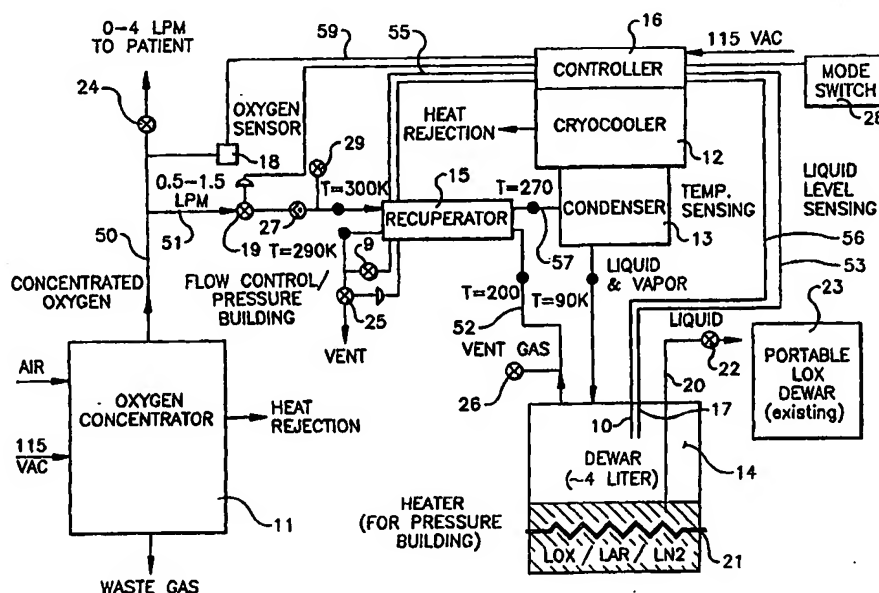 0-4 LPM
TO PATIENT
24
OXYGEN
SENSOR
18
59
55
16
CONTROLLER
115 VAC
MODE
SWITCH
28
HEAT
REJECTION
CRYOCOOLER
12
29
0.5-1.5
LPM
T=300K
15
RECUPERATOR
T=270
CONDENSER
13
TEMP.
SENSING
LIQUID
LEVEL
SENSING
50
51
19
27
T=290K
9
57
56
53
CONCENTRATED
OXYGEN
FLOW CONTROL/
PRESSURE
BUILDING
25
VENT
T=200
52
T=90K
LIQUID
& VAPOR
VENT GAS
26
LIQUID
20
22
23
PORTABLE
LOX
DEWAR
(existing)
AIR
115
VAC
OXYGEN
CONCENTRATOR
HEAT
REJECTION
11
WASTE GAS
10
17
DEWAR
(~4 LITER)
14
HEATER
(FOR PRESSURE
BUILDING)
LOX / LAR / LN2
21